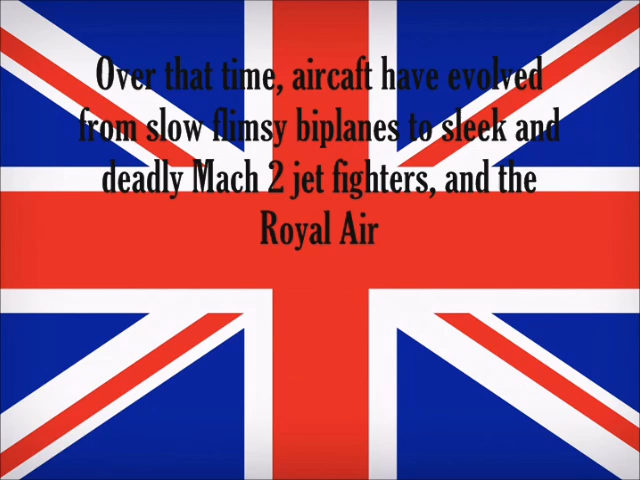 Over that time, aircaft have evolved
from slow flimsy biplanes to sleek and
deadly Mach 2 jet fighters, and the
Royal Air